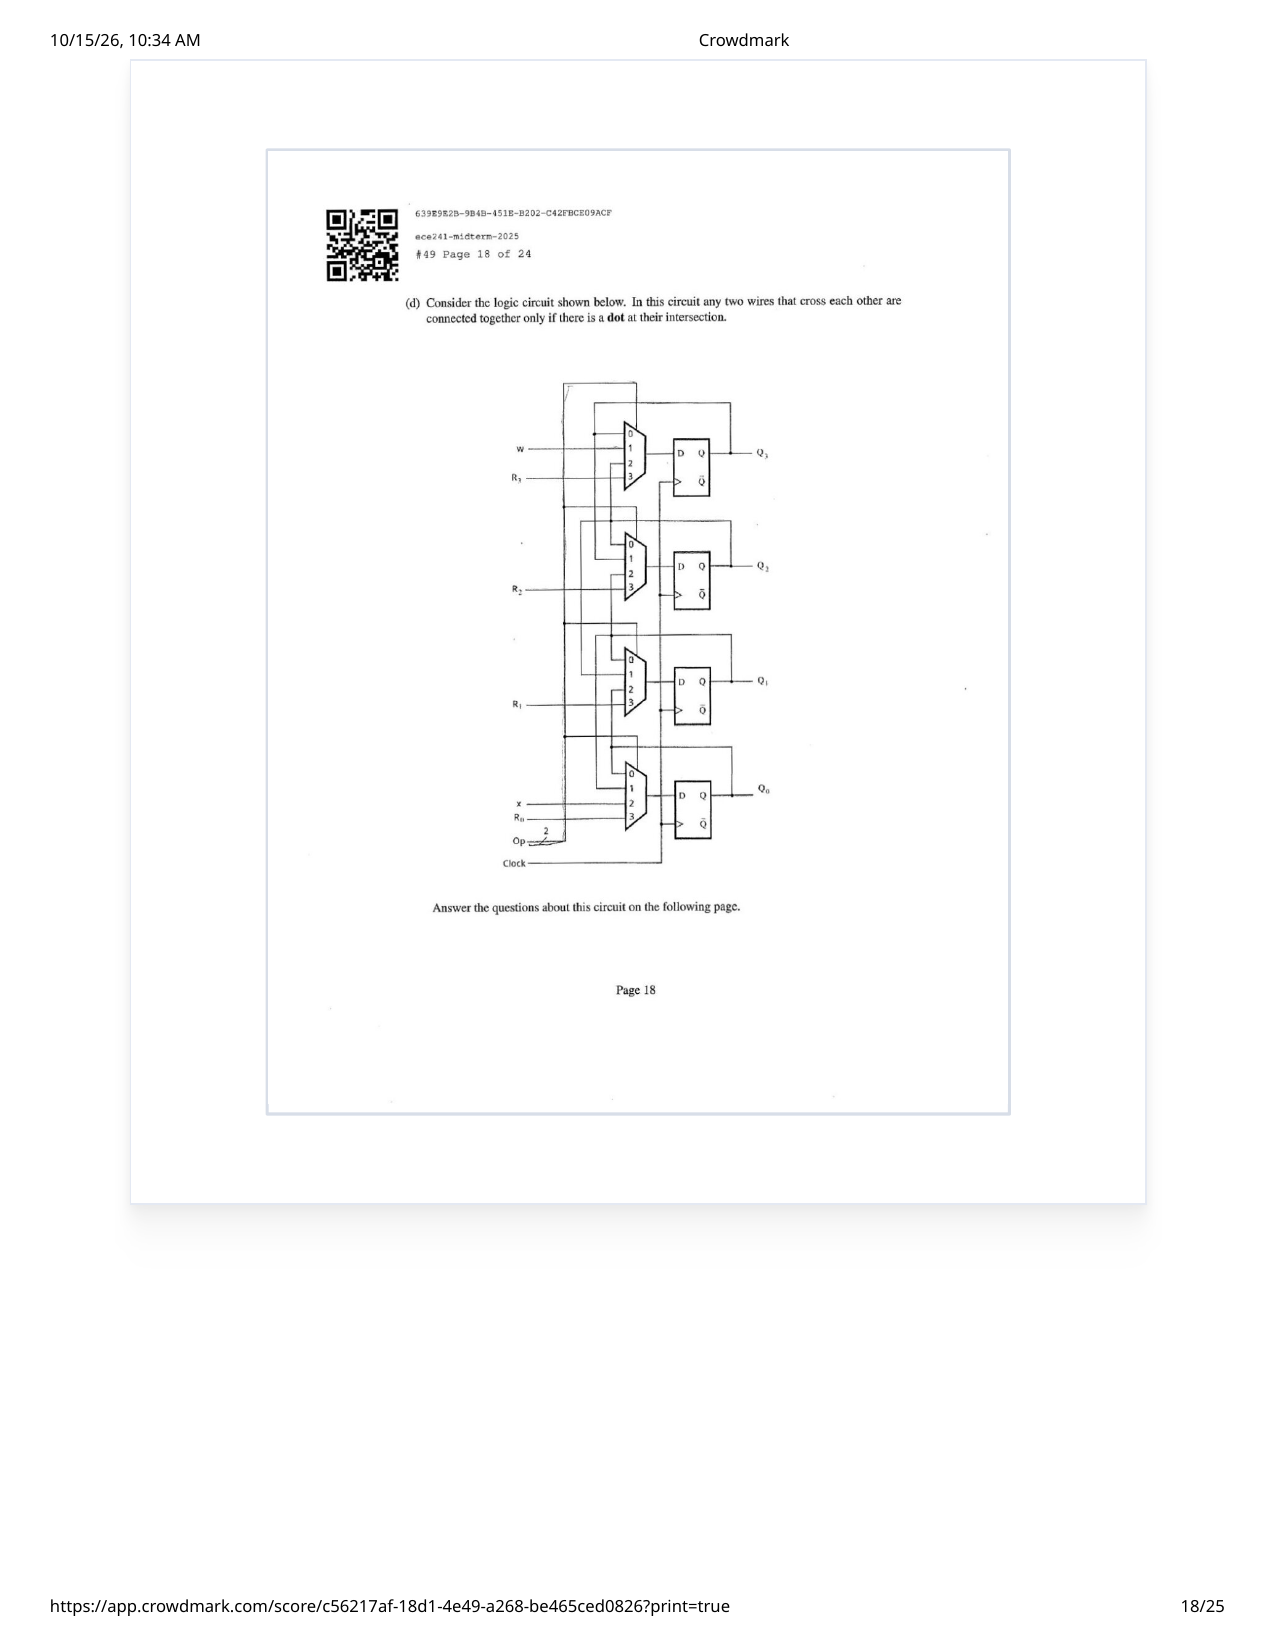 10/15/26, 10:34 AM Crowdmark
639E9E2B-9B4B-451E-B202-C42FBCE09ACF
ece241-midterm-2025
#49 Page 18 of 24
(d) Consider the logic circuit shown below. In this circuit any two wires that cross each other are
connected together only if there is a dot at their intersection.
0
w 1 D Q Q₃
2
R₃ 3 Q̄
0
1 D Q Q₂
2
R₂ 3 Q̄
0
1 D Q Q₁
2
R₁ 3 Q̄
0
1 D Q Q₀
x 2
R₀ 3 Q̄
2
Op
Clock
Answer the questions about this circuit on the following page.
Page 18
https://app.crowdmark.com/score/c56217af-18d1-4e49-a268-be465ced0826?print=true 18/25